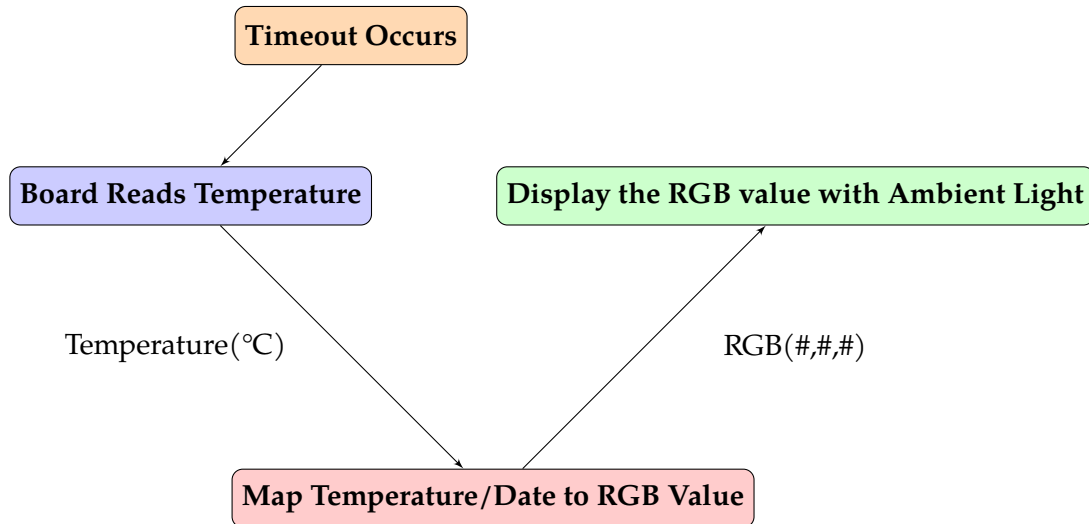 Timeout Occurs
Board Reads Temperature
Display the RGB value with Ambient Light
Temperature(°C)
RGB(#,#,#)
Map Temperature/Date to RGB Value